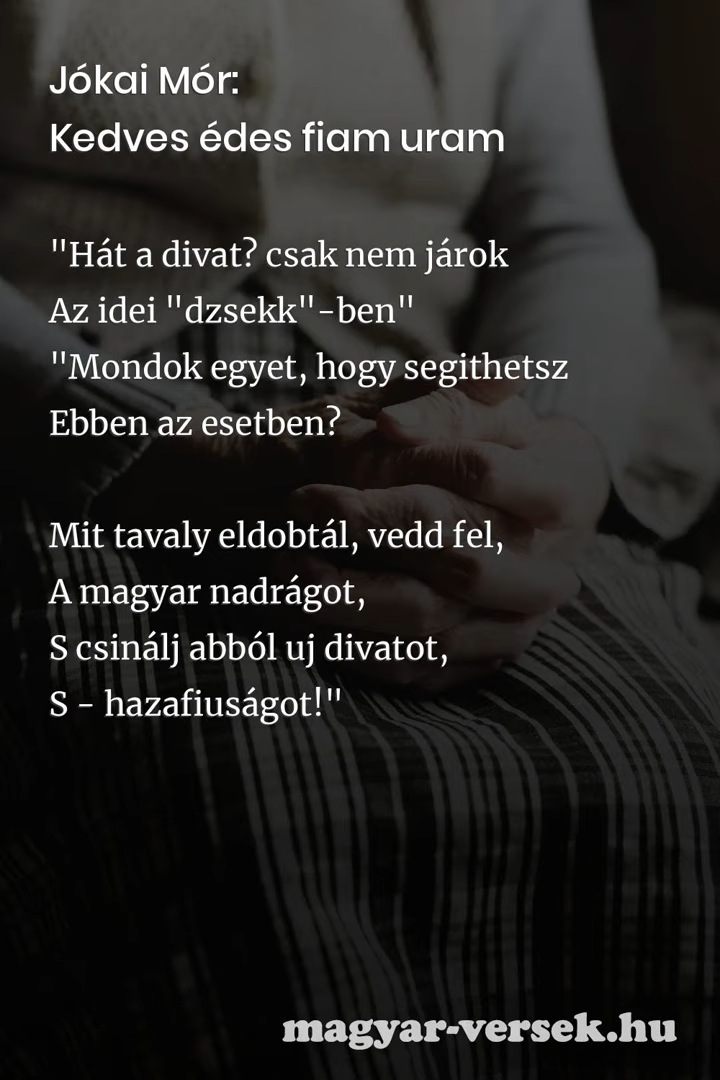 Jókai Mór:
Kedves édes fiam uram
"Hát a divat? csak nem járok
Az idei "dzsekk"-ben"
"Mondok egyet, hogy segithetsz
Ebben az esetben?
Mit tavaly eldobtál, vedd fel,
A magyar nadrágot,
S csinálj abból uj divatot,
S - hazafiuságot!"
magyar-versek.hu